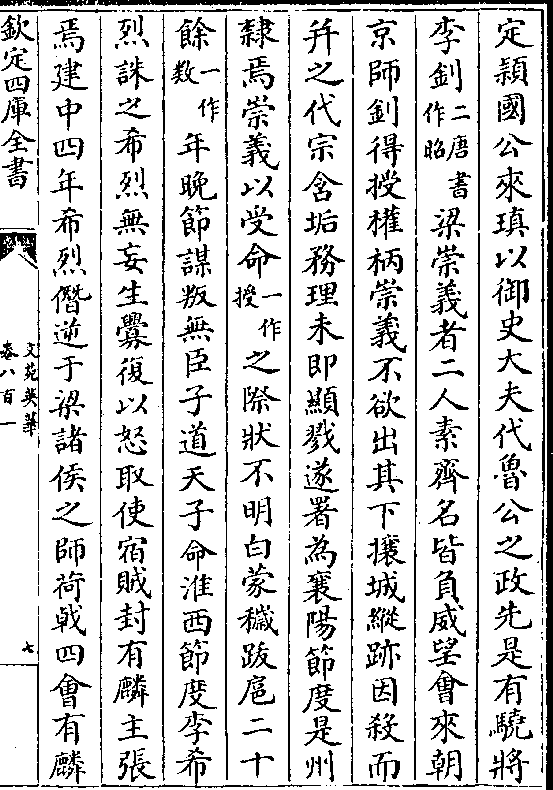 定穎國公來瑱以御史大夫代魯公之政先是有驍將
李釗二唐書作昭梁崇義者二人素齊名皆負威望會來朝
京師釗得授權柄崇義不欲出其下攘城縱跡因殺而
并之代宗含垢務理未即顯戮遂署為襄陽節度是州
隸焉崇義以受命一作授之際狀不明白蒙穢跋扈二十
餘一作數年晚節謀叛無臣子道天子命淮西節度李希
烈誅之希烈無妄生釁復以怒取使宿賊封有麟主張
焉建中四年希烈僭逆于梁諸侯之師荷戟四會有麟
欽定四庫全書
文苑英華
卷八百一
七